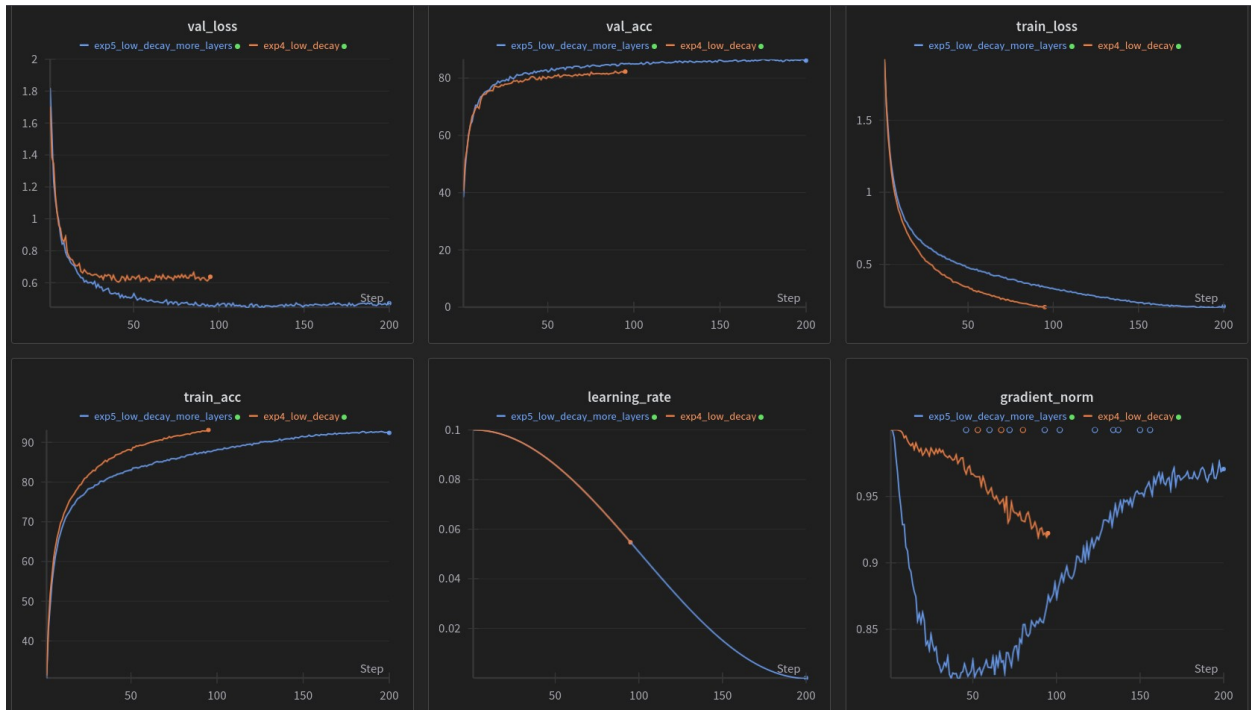 val_loss
exp5_low_decay_more_layers exp4_low_decay
2
1.8
1.6
1.4
1.2
1
0.8
0.6
Step
50 100 150 200
val_acc
exp5_low_decay_more_layers exp4_low_decay
80
60
40
20
0
Step
50 100 150 200
train_loss
exp5_low_decay_more_layers exp4_low_decay
1.5
1
0.5
Step
50 100 150 200
train_acc
exp5_low_decay_more_layers exp4_low_decay
90
80
70
60
50
40
Step
50 100 150 200
learning_rate
exp5_low_decay_more_layers exp4_low_decay
0.1
0.08
0.06
0.04
0.02
Step
50 100 150 200
gradient_norm
exp5_low_decay_more_layers exp4_low_decay
0.95
0.9
0.85
Step
50 100 150 200